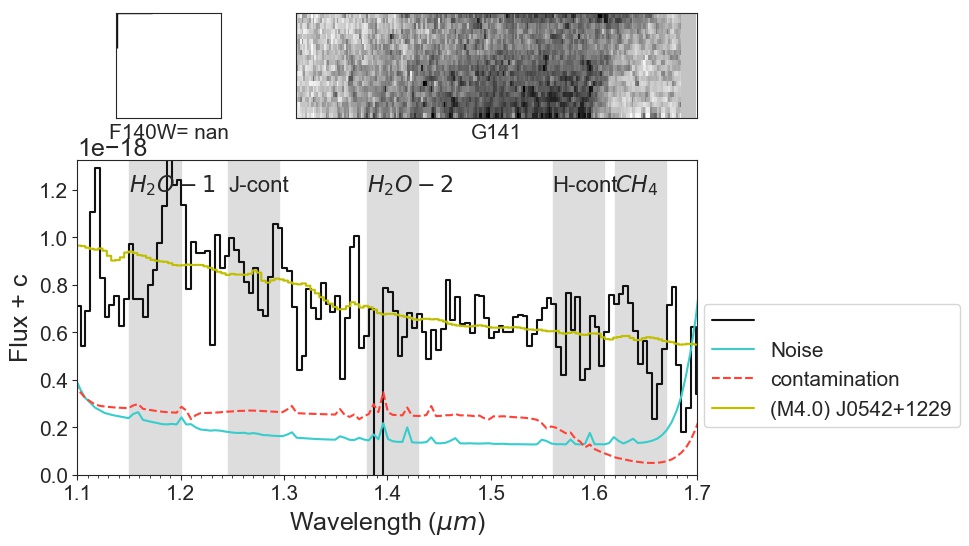 F140W= nan
G141
1e−18
H₂O − 1 J-cont H₂O − 2 H-cont CH₄
1.2
1.0
0.8
0.6
0.4
0.2
0.0
Flux + c
1.1 1.2 1.3 1.4 1.5 1.6 1.7
Wavelength (μm)
Noise
contamination
(M4.0) J0542+1229